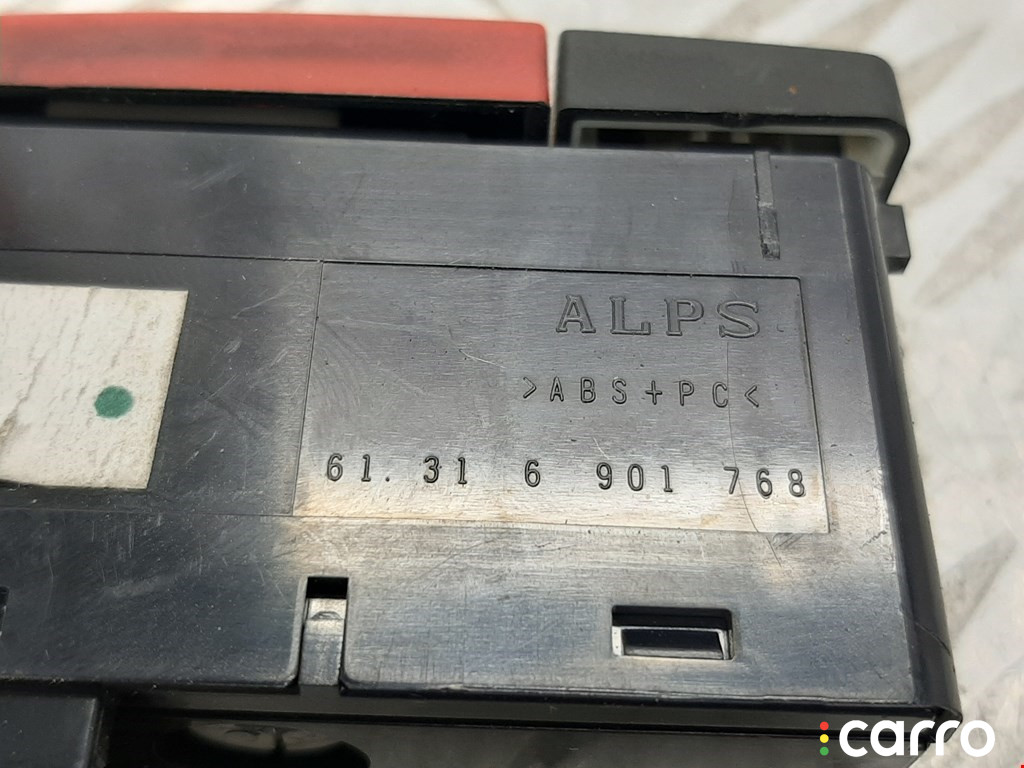 ALPS
>ABS+PC<
61.31 6 901 768
carro